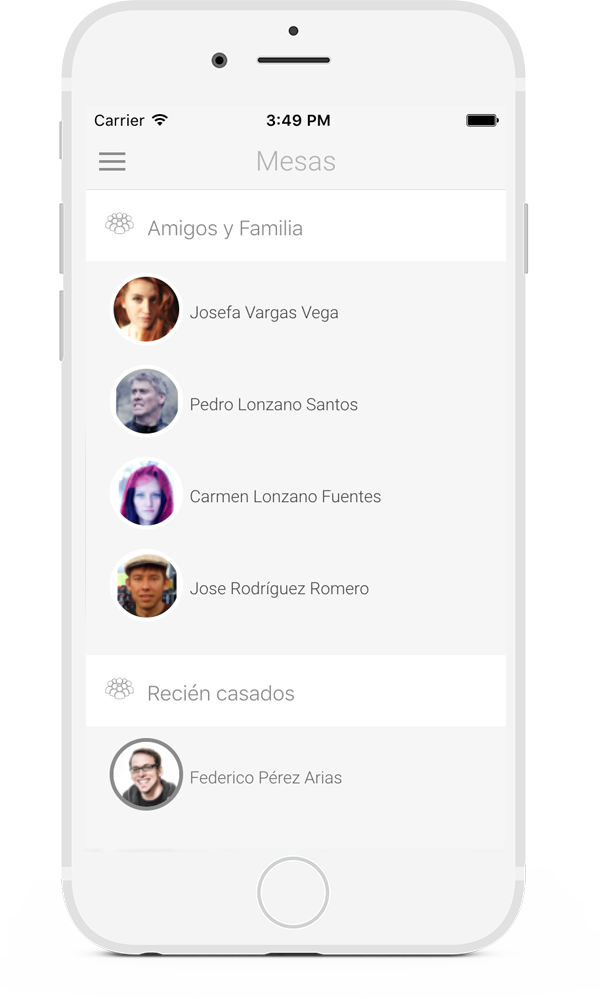 Carrier 3:49 PM
Mesas
Amigos y Familia
Josefa Vargas Vega
Pedro Lonzano Santos
Carmen Lonzano Fuentes
Jose Rodríguez Romero
Recién casados
Federico Pérez Arias